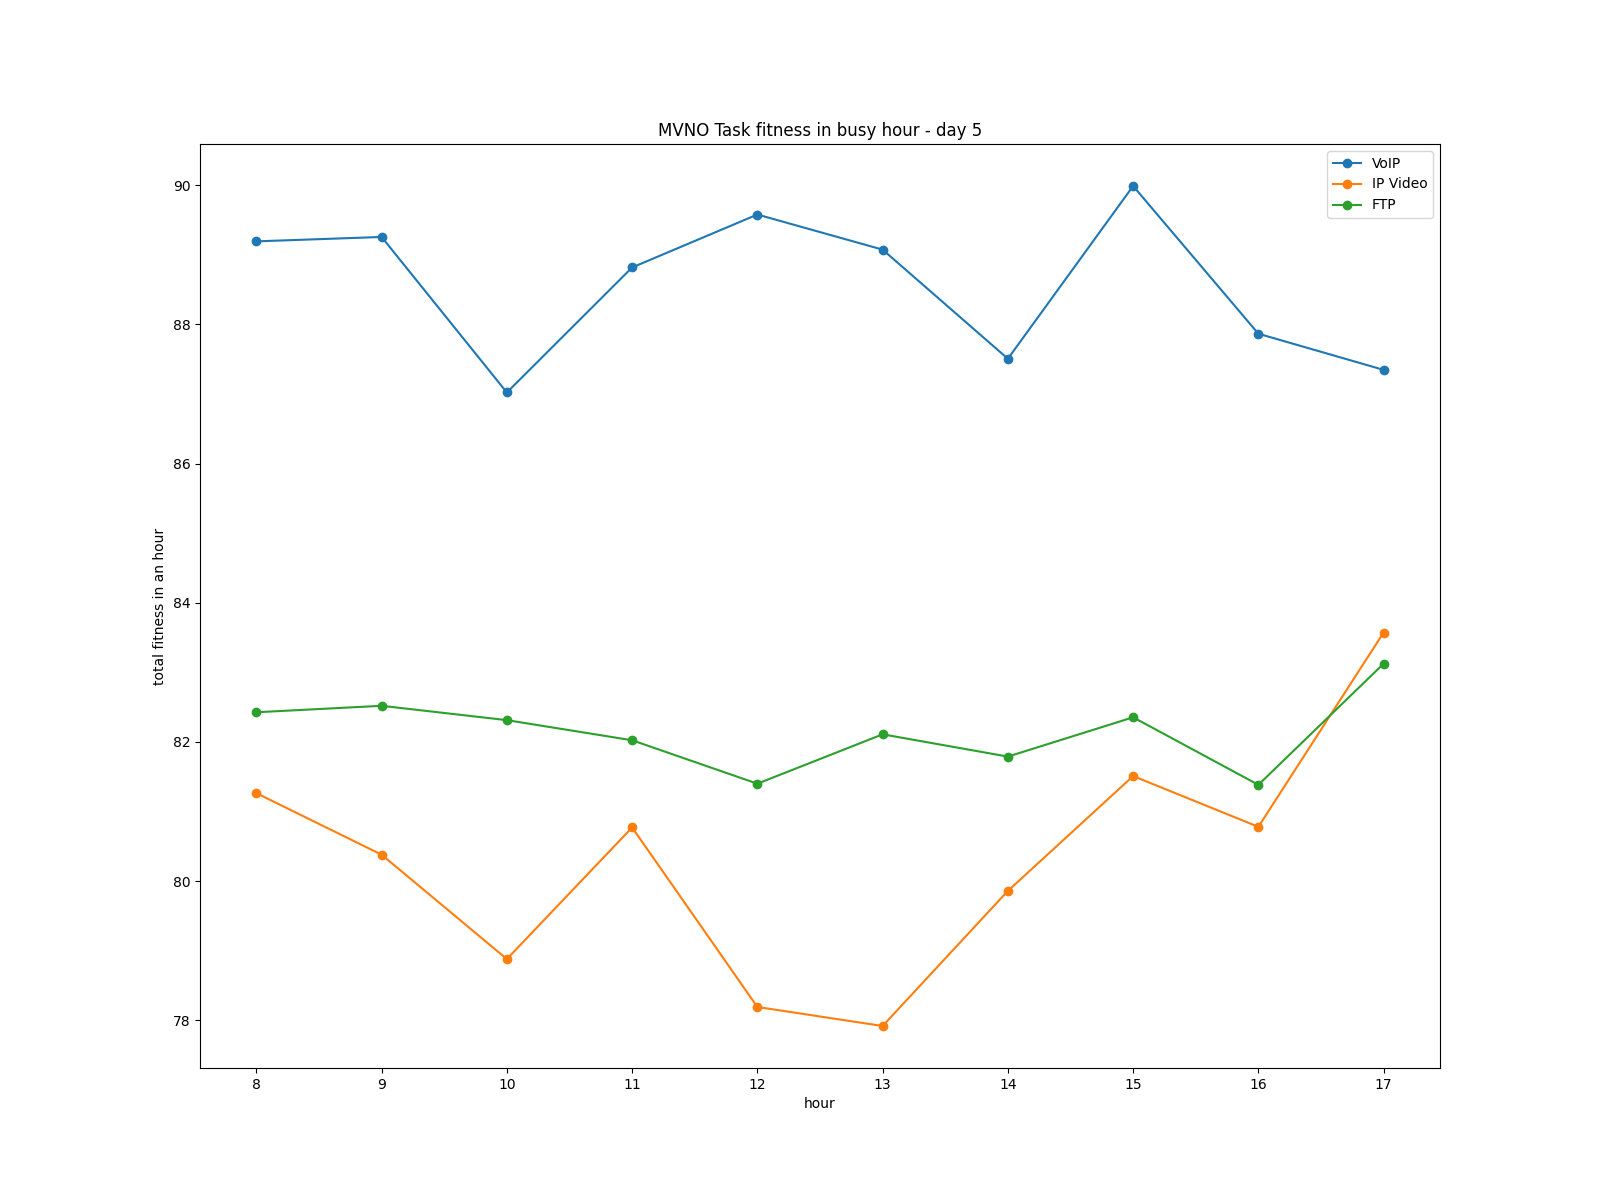 MVNO Task fitness in busy hour - day 5
VoIP
IP Video
FTP
90
88
86
84
82
80
78
total fitness in an hour
8 9 10 11 12 13 14 15 16 17
hour